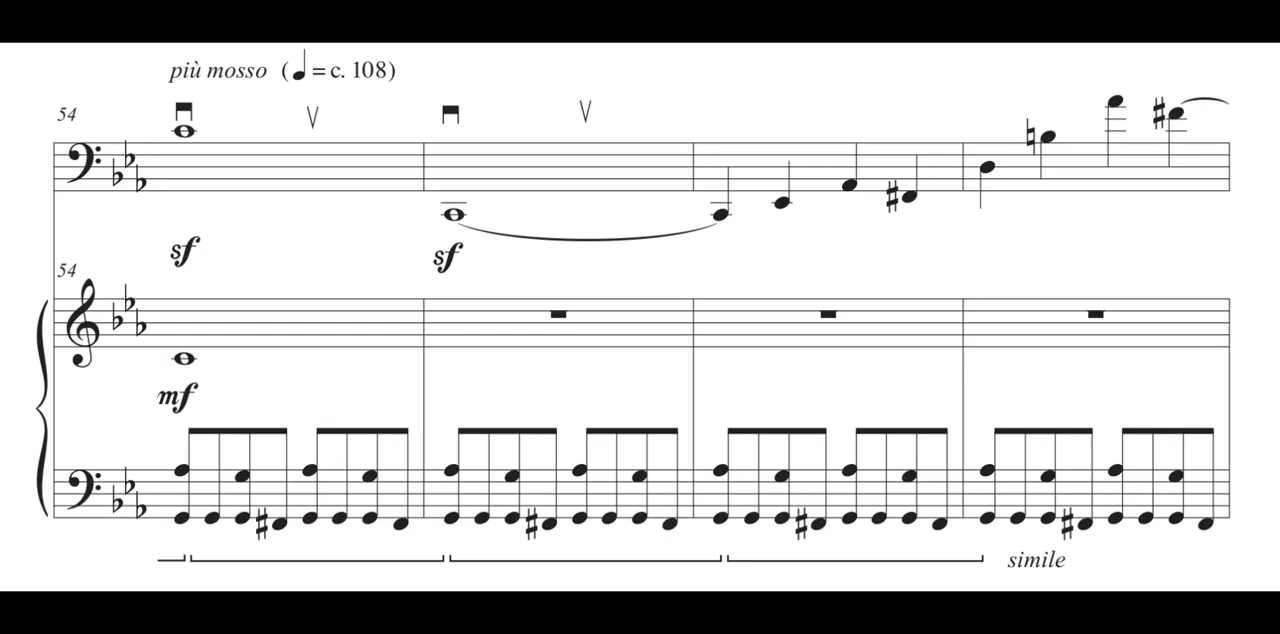 più mosso (♩ = c. 108)
54
sf
sf
54
mf
simile